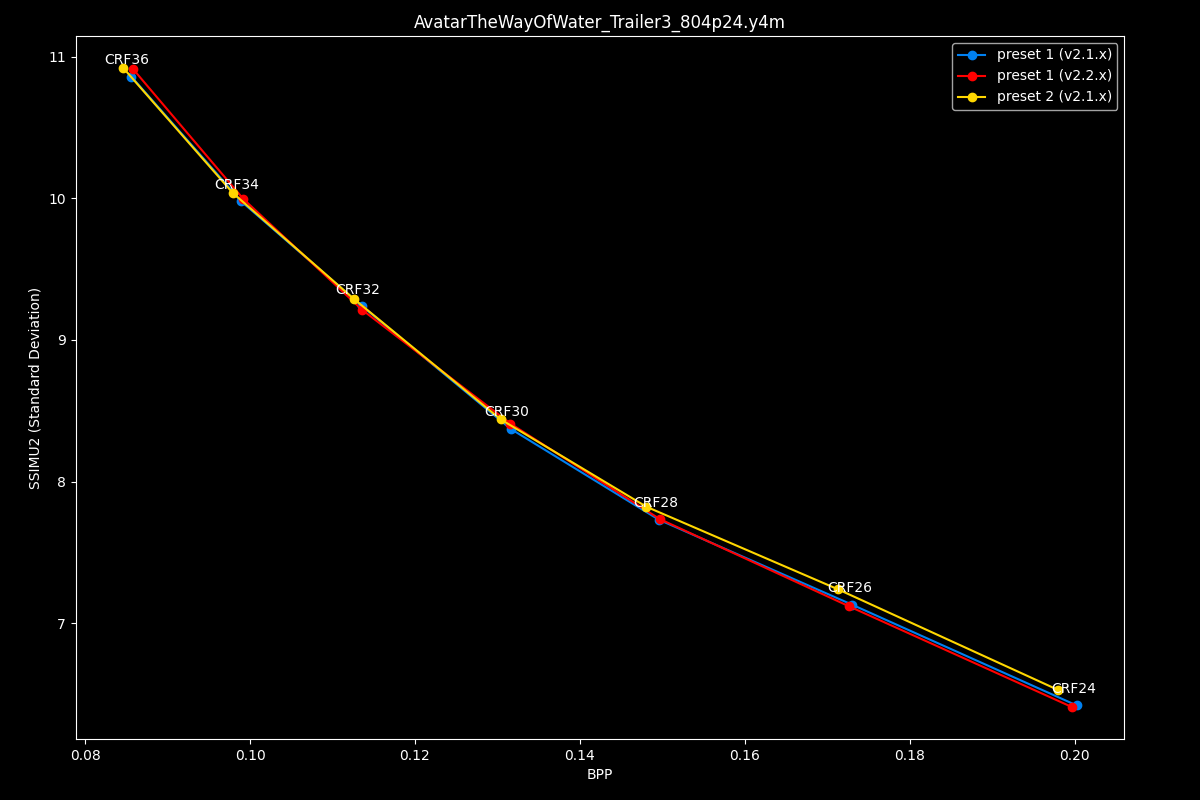 AvatarTheWayOfWater_Trailer3_804p24.y4m
preset 1 (v2.1.x)
preset 1 (v2.2.x)
preset 2 (v2.1.x)
CRF36
CRF34
CRF32
CRF30
CRF28
CRF26
CRF24
11
10
9
8
7
SSIMU2 (Standard Deviation)
0.08 0.10 0.12 0.14 0.16 0.18 0.20
BPP